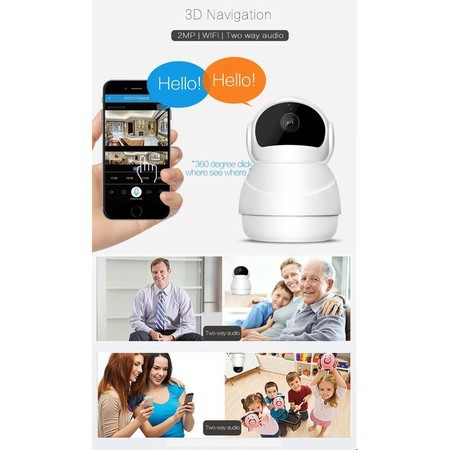 3D Navigation
2MP | WIFI | Two way audio
Hello!
Hello!
"360 degree click
where see where
Two way audio
Two way audio